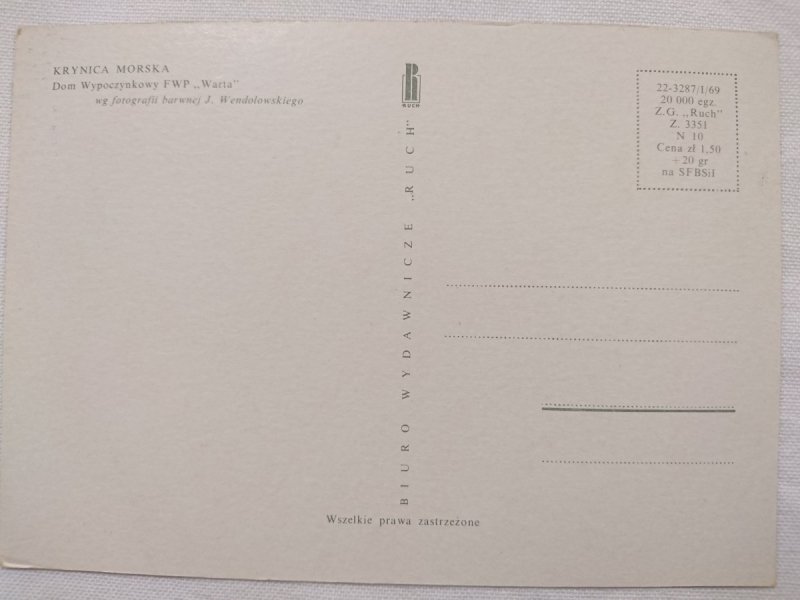 KRYNICA MORSKA
Dom Wypoczynkowy FWP „Warta"
wg fotografii barwnej J. Wendołowskiego
R
RUCH
BIURO WYDAWNICZE „RUCH"
22-3287/I/69
20 000 egz.
Z.G. „Ruch"
Z. 3351
N 10
Cena zł 1,50
+20 gr
na SFBSiI
Wszelkie prawa zastrzeżone